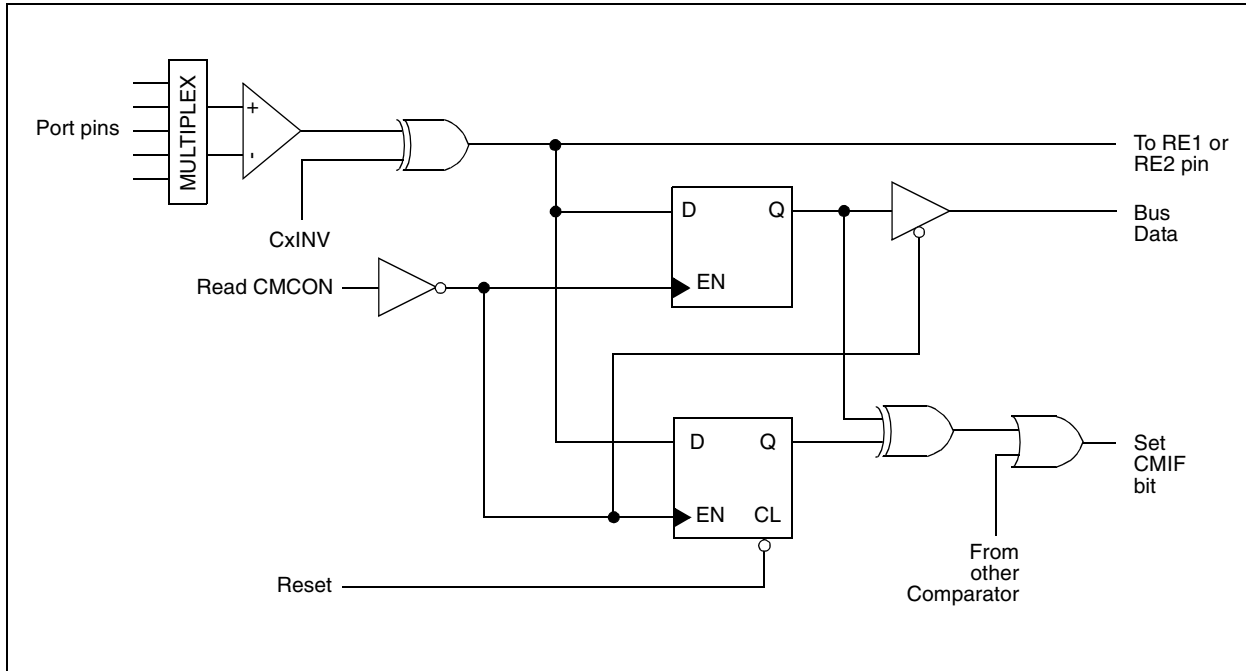 MULTIPLEX
Port pins
+
-
CxINV
To RE1 or
RE2 pin
D
Q
EN
Bus
Data
Read CMCON
D
Q
EN
CL
Set
CMIF
bit
From
other
Comparator
Reset